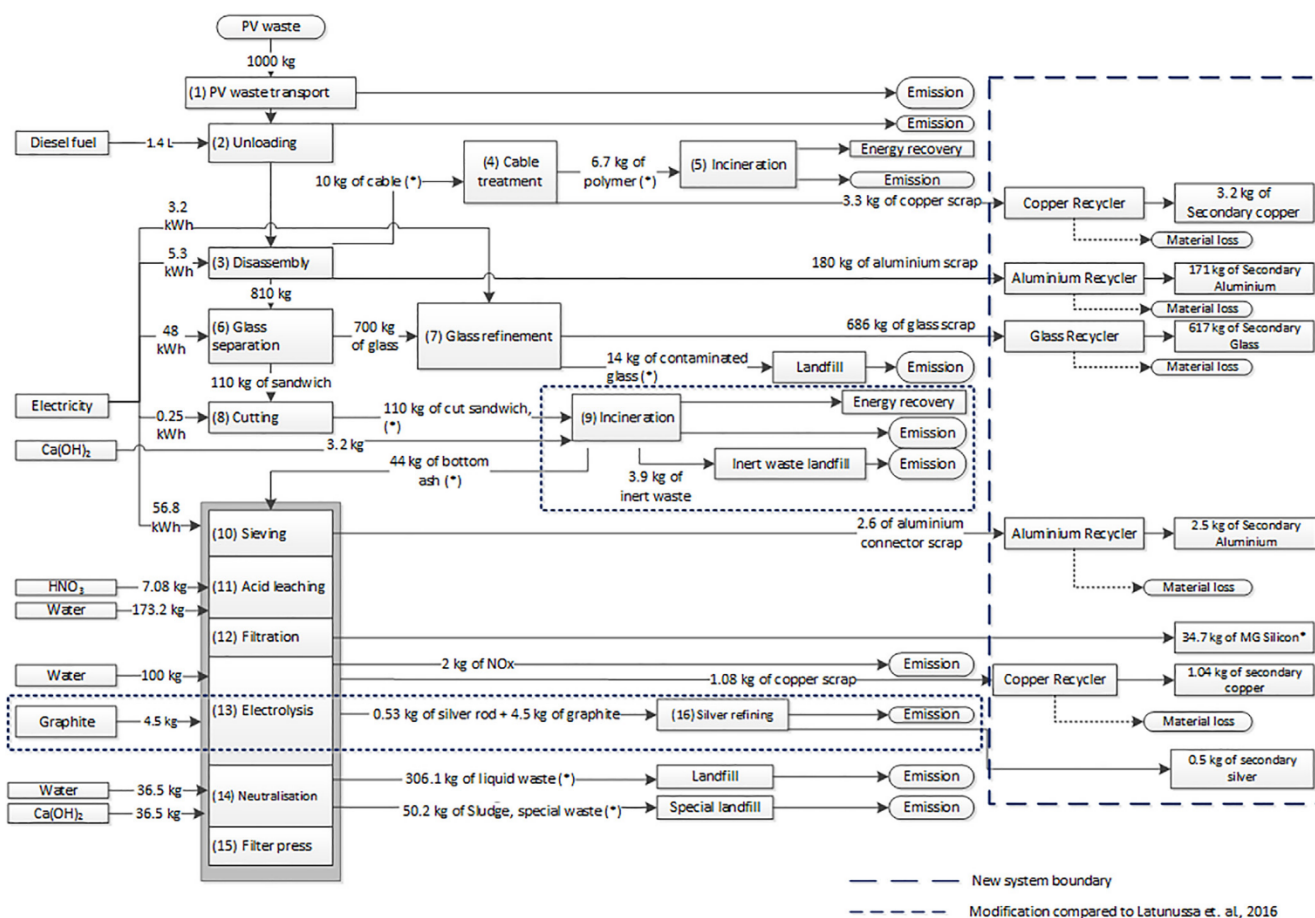 PV waste
1000 kg
(1) PV waste transport
Emission
Diesel fuel
1.4 L
(2) Unloading
Emission
10 kg of cable (*)
(4) Cable
treatment
6.7 kg of
polymer (*)
(5) Incineration
Energy recovery
Emission
3.3 kg of copper scrap
Copper Recycler
3.2 kg of
Secondary copper
Material loss
3.2
kWh
5.3
kWh
(3) Disassembly
180 kg of aluminium scrap
Aluminium Recycler
171 kg of Secondary
Aluminium
Material loss
810 kg
48
kWh
(6) Glass
separation
700 kg
of glass
(7) Glass refinement
686 kg of glass scrap
Glass Recycler
617 kg of Secondary
Glass
Material loss
14 kg of contaminated
glass (*)
Landfill
Emission
110 kg of sandwich
Electricity
0.25
kWh
(8) Cutting
110 kg of cut sandwich,
(*)
(9) Incineration
Energy recovery
Emission
Ca(OH)₂
3.2 kg
44 kg of bottom
ash (*)
3.9 kg of
inert waste
Inert waste landfill
Emission
56.8
kWh
(10) Sieving
2.6 of aluminium
connector scrap
Aluminium Recycler
2.5 kg of Secondary
Aluminium
Material loss
HNO₃
7.08 kg
(11) Acid leaching
Water
173.2 kg
(12) Filtration
34.7 kg of MG Silicon*
Water
100 kg
2 kg of NOx
Emission
1.08 kg of copper scrap
Copper Recycler
1.04 kg of secondary
copper
Material loss
Graphite
4.5 kg
(13) Electrolysis
0.53 kg of silver rod + 4.5 kg of graphite
(16) Silver refining
Emission
0.5 kg of secondary
silver
Water
36.5 kg
(14) Neutralisation
306.1 kg of liquid waste (*)
Landfill
Emission
Ca(OH)₂
36.5 kg
50.2 kg of Sludge, special waste (*)
Special landfill
Emission
(15) Filter press
New system boundary
Modification compared to Latunussa et. al., 2016